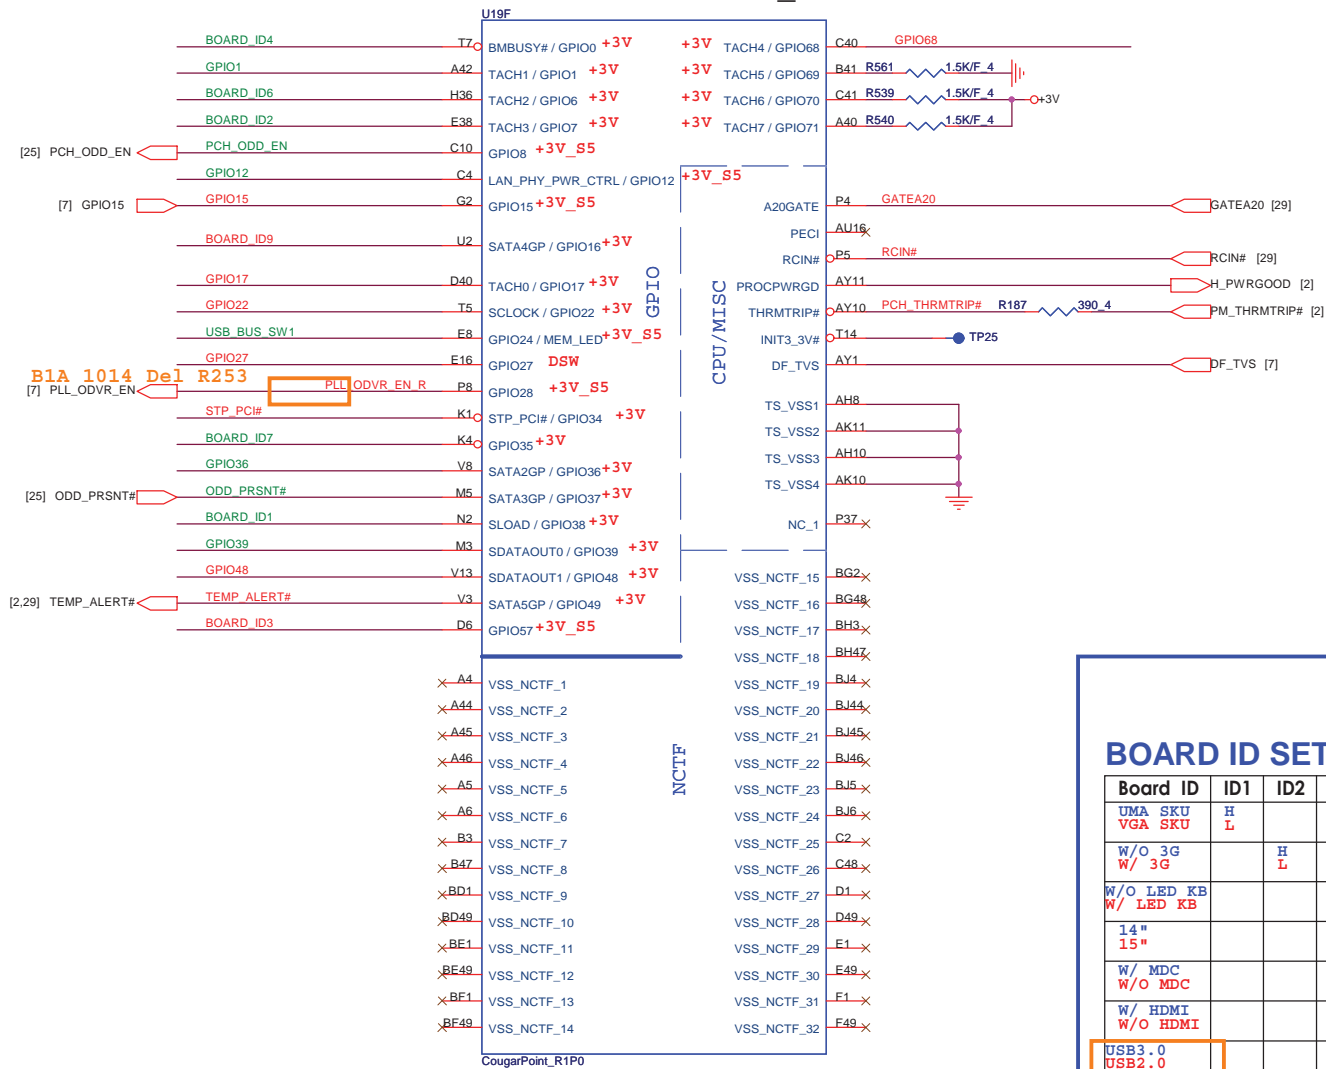 U19F
BOARD_ID4 T7 BMBUSY# / GPIO0 +3V +3V TACH4 / GPIO68 C40 GPIO68
GPIO1 A42 TACH1 / GPIO1 +3V +3V TACH5 / GPIO69 B41 R561 1.5K/F_4
BOARD_ID6 H36 TACH2 / GPIO6 +3V +3V TACH6 / GPIO70 C41 R539 1.5K/F_4 +3V
BOARD_ID2 E38 TACH3 / GPIO7 +3V +3V TACH7 / GPIO71 A40 R540 1.5K/F_4
[25] PCH_ODD_EN PCH_ODD_EN C10 GPIO8 +3V_S5
GPIO12 C4 LAN_PHY_PWR_CTRL / GPIO12 +3V_S5
[7] GPIO15 GPIO15 G2 GPIO15 +3V_S5 A20GATE P4 GATEA20 GATEA20 [29]
PECI AU16
BOARD_ID9 U2 SATA4GP / GPIO16 +3V
RCIN# P5 RCIN# RCIN# [29]
GPIO17 D40 TACH0 / GPIO17 +3V PROCPWRGD AY11 H_PWRGOOD [2]
GPIO22 T5 SCLOCK / GPIO22 +3V THRMTRIP# AY10 PCH_THRMTRIP# R187 390_4 PM_THRMTRIP# [2]
USB_BUS_SW1 E8 GPIO24 / MEM_LED +3V_S5 INIT3_3V# T14 TP25
GPIO27 E16 GPIO27 DSW DF_TVS AY1 DF_TVS [7]
GPIO
CPU/MISC
B1A 1014 Del R253
[7] PLL_ODVR_EN PLL_ODVR_EN_R P8 GPIO28 +3V_S5
STP_PCI# K1 STP_PCI# / GPIO34 +3V TS_VSS1 AH8
BOARD_ID7 K4 GPIO35 +3V TS_VSS2 AK11
GPIO36 V8 SATA2GP / GPIO36 +3V TS_VSS3 AH10
[25] ODD_PRSNT# ODD_PRSNT# M5 SATA3GP / GPIO37 +3V TS_VSS4 AK10
BOARD_ID1 N2 SLOAD / GPIO38 +3V NC_1 P37
GPIO39 M3 SDATAOUT0 / GPIO39 +3V
GPIO48 V13 SDATAOUT1 / GPIO48 +3V VSS_NCTF_15 BG2
[2,29] TEMP_ALERT# TEMP_ALERT# V3 SATA5GP / GPIO49 +3V VSS_NCTF_16 BG48
BOARD_ID3 D6 GPIO57 +3V_S5 VSS_NCTF_17 BH3
VSS_NCTF_18 BH47
A4 VSS_NCTF_1 VSS_NCTF_19 BJ4
A44 VSS_NCTF_2 VSS_NCTF_20 BJ44
A45 VSS_NCTF_3 VSS_NCTF_21 BJ45
A46 VSS_NCTF_4 VSS_NCTF_22 BJ46
A5 VSS_NCTF_5 VSS_NCTF_23 BJ5
A6 VSS_NCTF_6 VSS_NCTF_24 BJ6
B3 VSS_NCTF_7 VSS_NCTF_25 C2
B47 VSS_NCTF_8 VSS_NCTF_26 C48
BD1 VSS_NCTF_9 VSS_NCTF_27 D1
BD49 VSS_NCTF_10 VSS_NCTF_28 D49
BE1 VSS_NCTF_11 VSS_NCTF_29 E1
BE49 VSS_NCTF_12 VSS_NCTF_30 E49
BF1 VSS_NCTF_13 VSS_NCTF_31 F1
BF49 VSS_NCTF_14 VSS_NCTF_32 F49
NCTF
CougarPoint_R1P0
BOARD ID SET
Board ID ID1 ID2
UMA SKU H
VGA SKU L
W/O 3G H
W/ 3G L
W/O LED KB
W/ LED KB
14"
15"
W/ MDC
W/O MDC
W/ HDMI
W/O HDMI
USB3.0
USB2.0